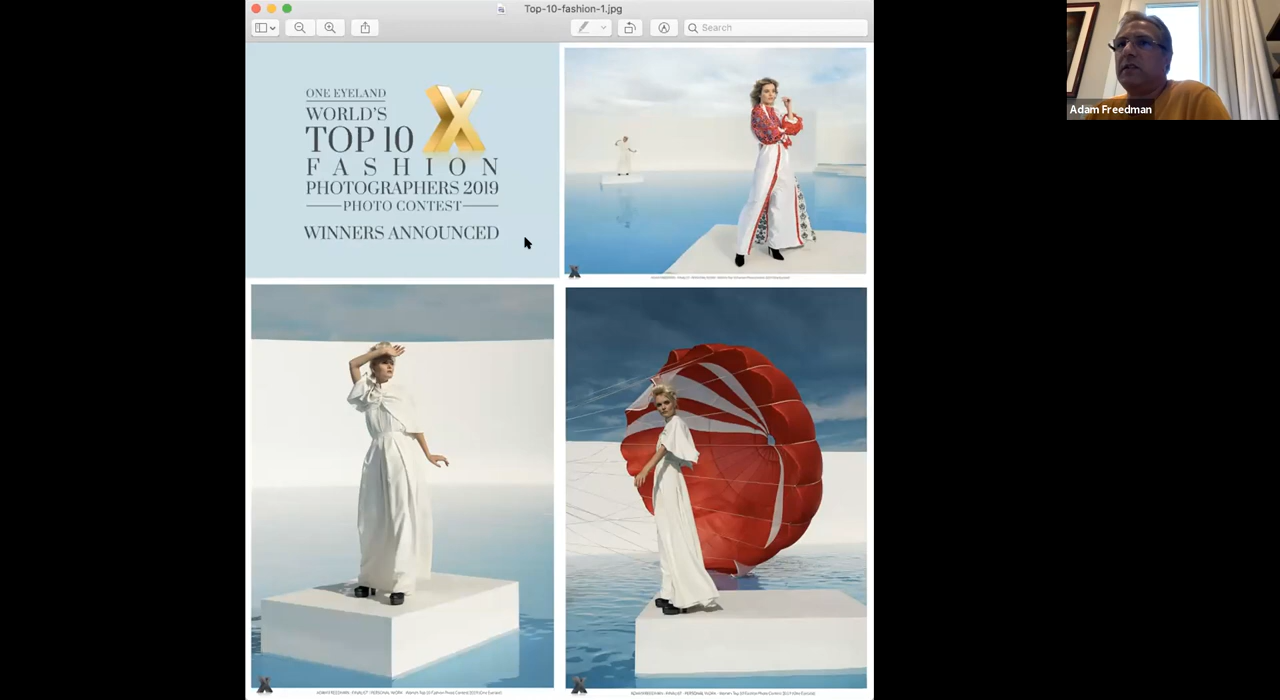 Top-10-fashion-1.jpg
Search
Adam Freedman
ONE EYELAND
WORLD'S
TOP 10 X
FASHION
PHOTOGRAPHERS 2019
PHOTO CONTEST
WINNERS ANNOUNCED